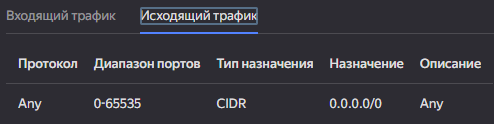 Входящий трафик Исходящий трафик
Протокол Диапазон портов Тип назначения Назначение Описание
Any 0-65535 CIDR 0.0.0.0/0 Any